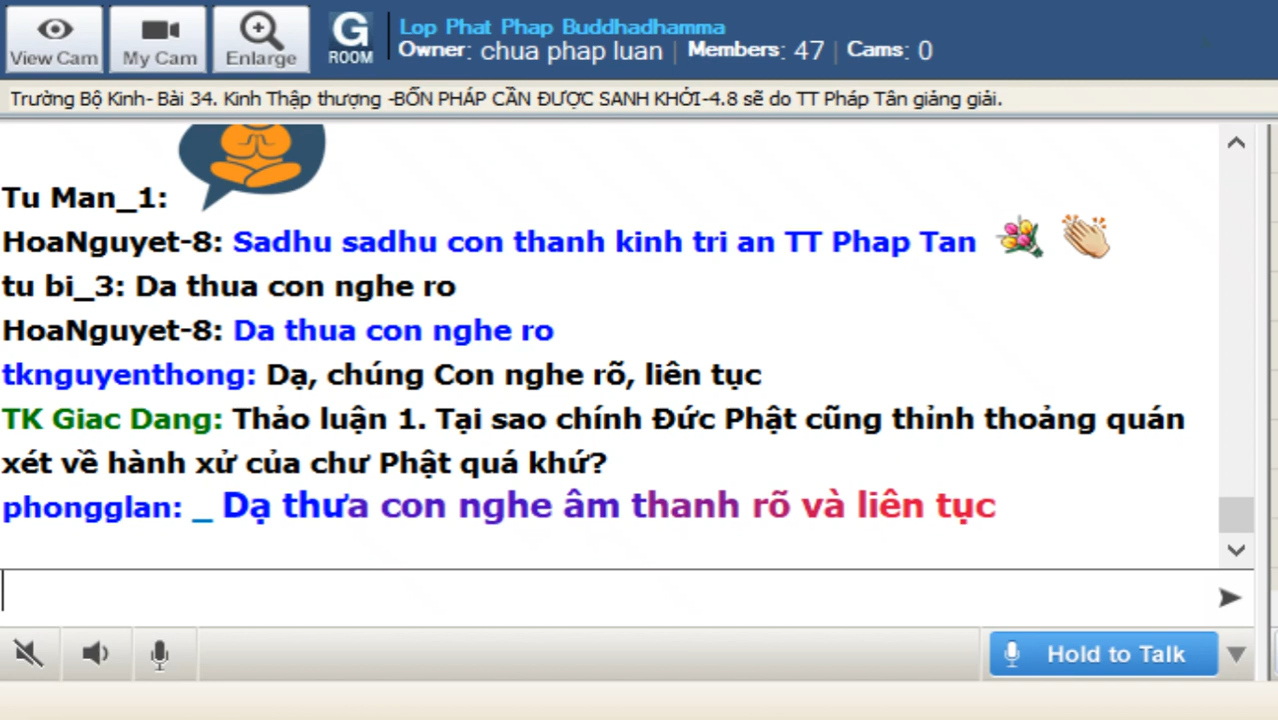 View Cam
My Cam
Enlarge
G
ROOM
Lop Phat Phap Buddhadhamma
Owner: chua phap luan | Members: 47 | Cams: 0
Trường Bộ Kinh- Bài 34. Kinh Thập thượng -BỐN PHÁP CẦN ĐƯỢC SANH KHỞI-4.8 sẽ do TT Pháp Tân giảng giải.
Tu Man_1:
HoaNguyet-8: Sadhu sadhu con thanh kinh tri an TT Phap Tan
tu bi_3: Da thua con nghe ro
HoaNguyet-8: Da thua con nghe ro
tknguyenthong: Dạ, chúng Con nghe rõ, liên tục
TK Giac Dang: Thảo luận 1. Tại sao chính Đức Phật cũng thỉnh thoảng quán
xét về hành xử của chư Phật quá khứ?
phongglan: _ Dạ thưa con nghe âm thanh rõ và liên tục
Hold to Talk